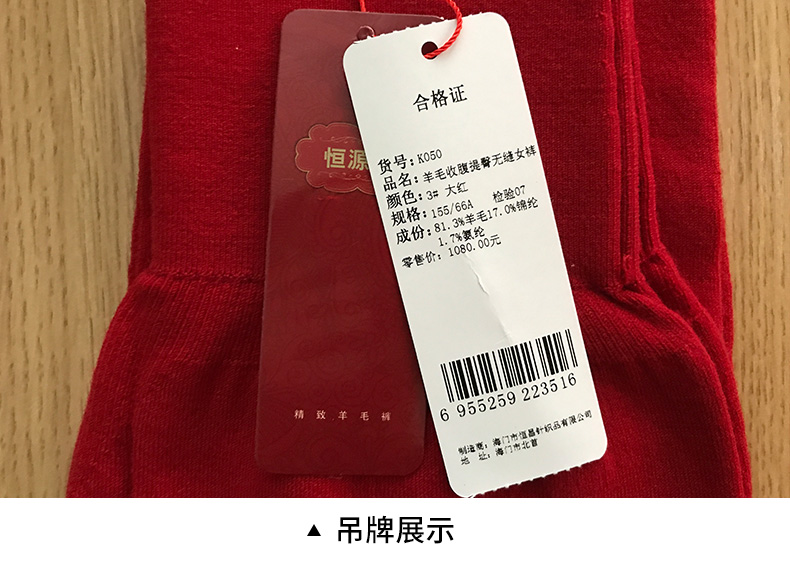 恒源
精致羊毛裤
合格证
货号：K050
品名：羊毛收腹提臀无缝女裤
颜色：3# 大红
规格：155/66A 检验07
成份：81.3%羊毛17.0%锦纶
1.7%氨纶
零售价：1080.00元
6 955259 223516
制造商：海门市恒昌针织品有限公司
地 址：海门市北首
▲ 吊牌展示